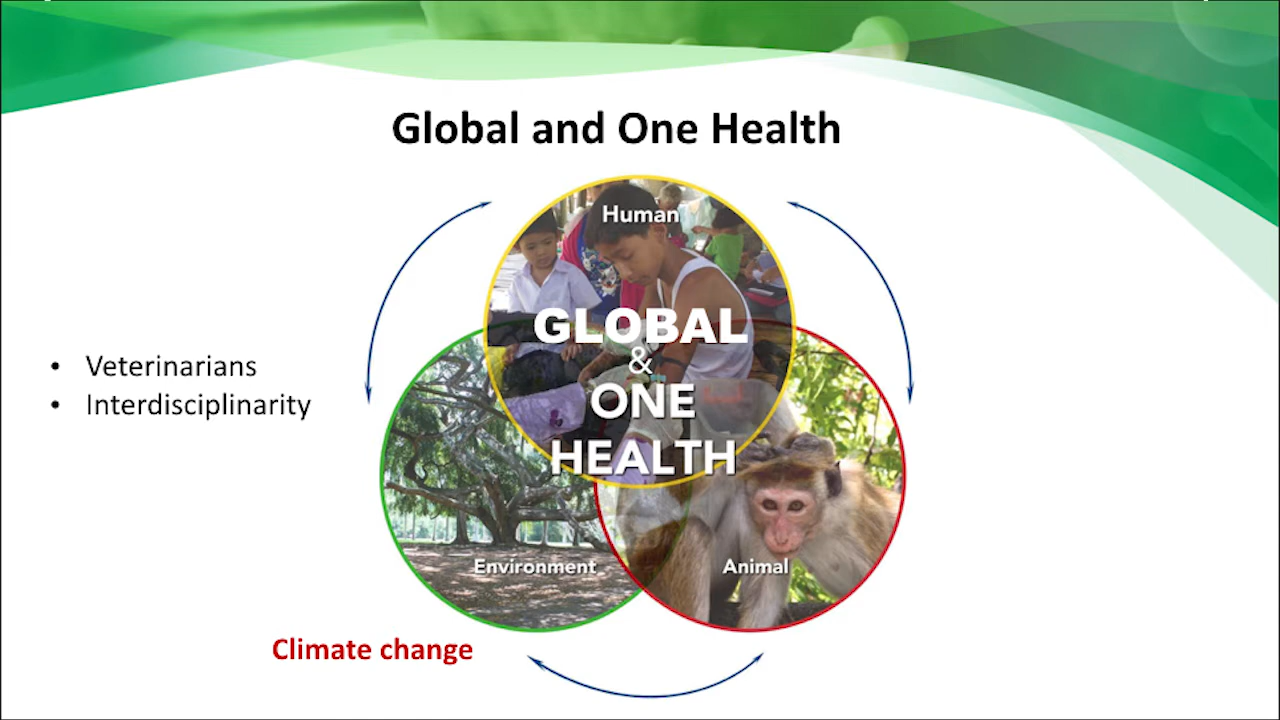 Global and One Health
Human
GLOBAL
&
ONE
HEALTH
• Veterinarians
• Interdisciplinarity
Environment
Animal
Climate change